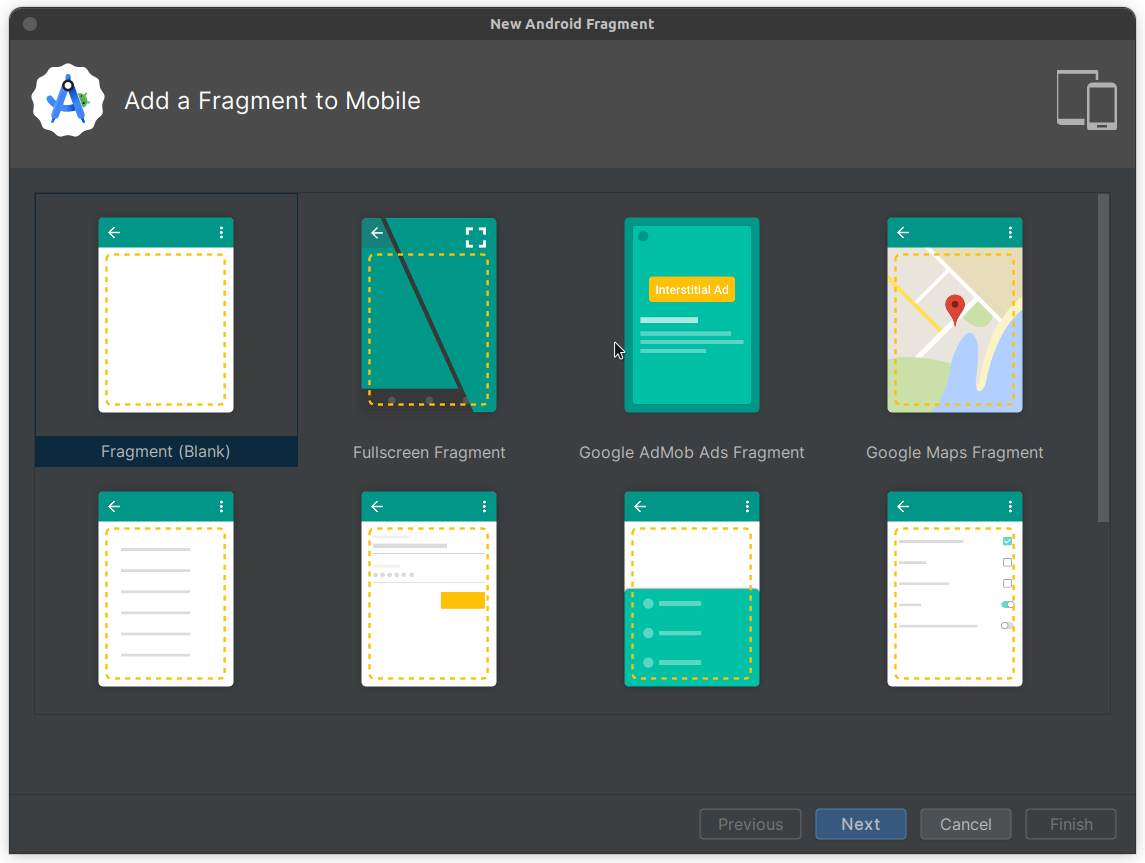 New Android Fragment
Add a Fragment to Mobile
Interstitial Ad
Fragment (Blank)
Fullscreen Fragment
Google AdMob Ads Fragment
Google Maps Fragment
Previous
Next
Cancel
Finish